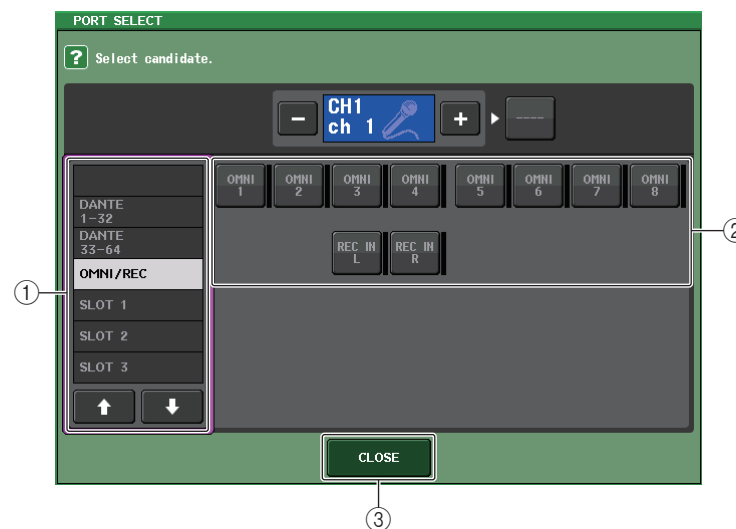 PORT SELECT
? Select candidate.
−
CH1
ch 1
+
----
DANTE
1-32
DANTE
33-64
OMNI/REC
SLOT 1
SLOT 2
SLOT 3
OMNI
1
OMNI
2
OMNI
3
OMNI
4
OMNI
5
OMNI
6
OMNI
7
OMNI
8
REC IN
L
REC IN
R
CLOSE
①
②
③